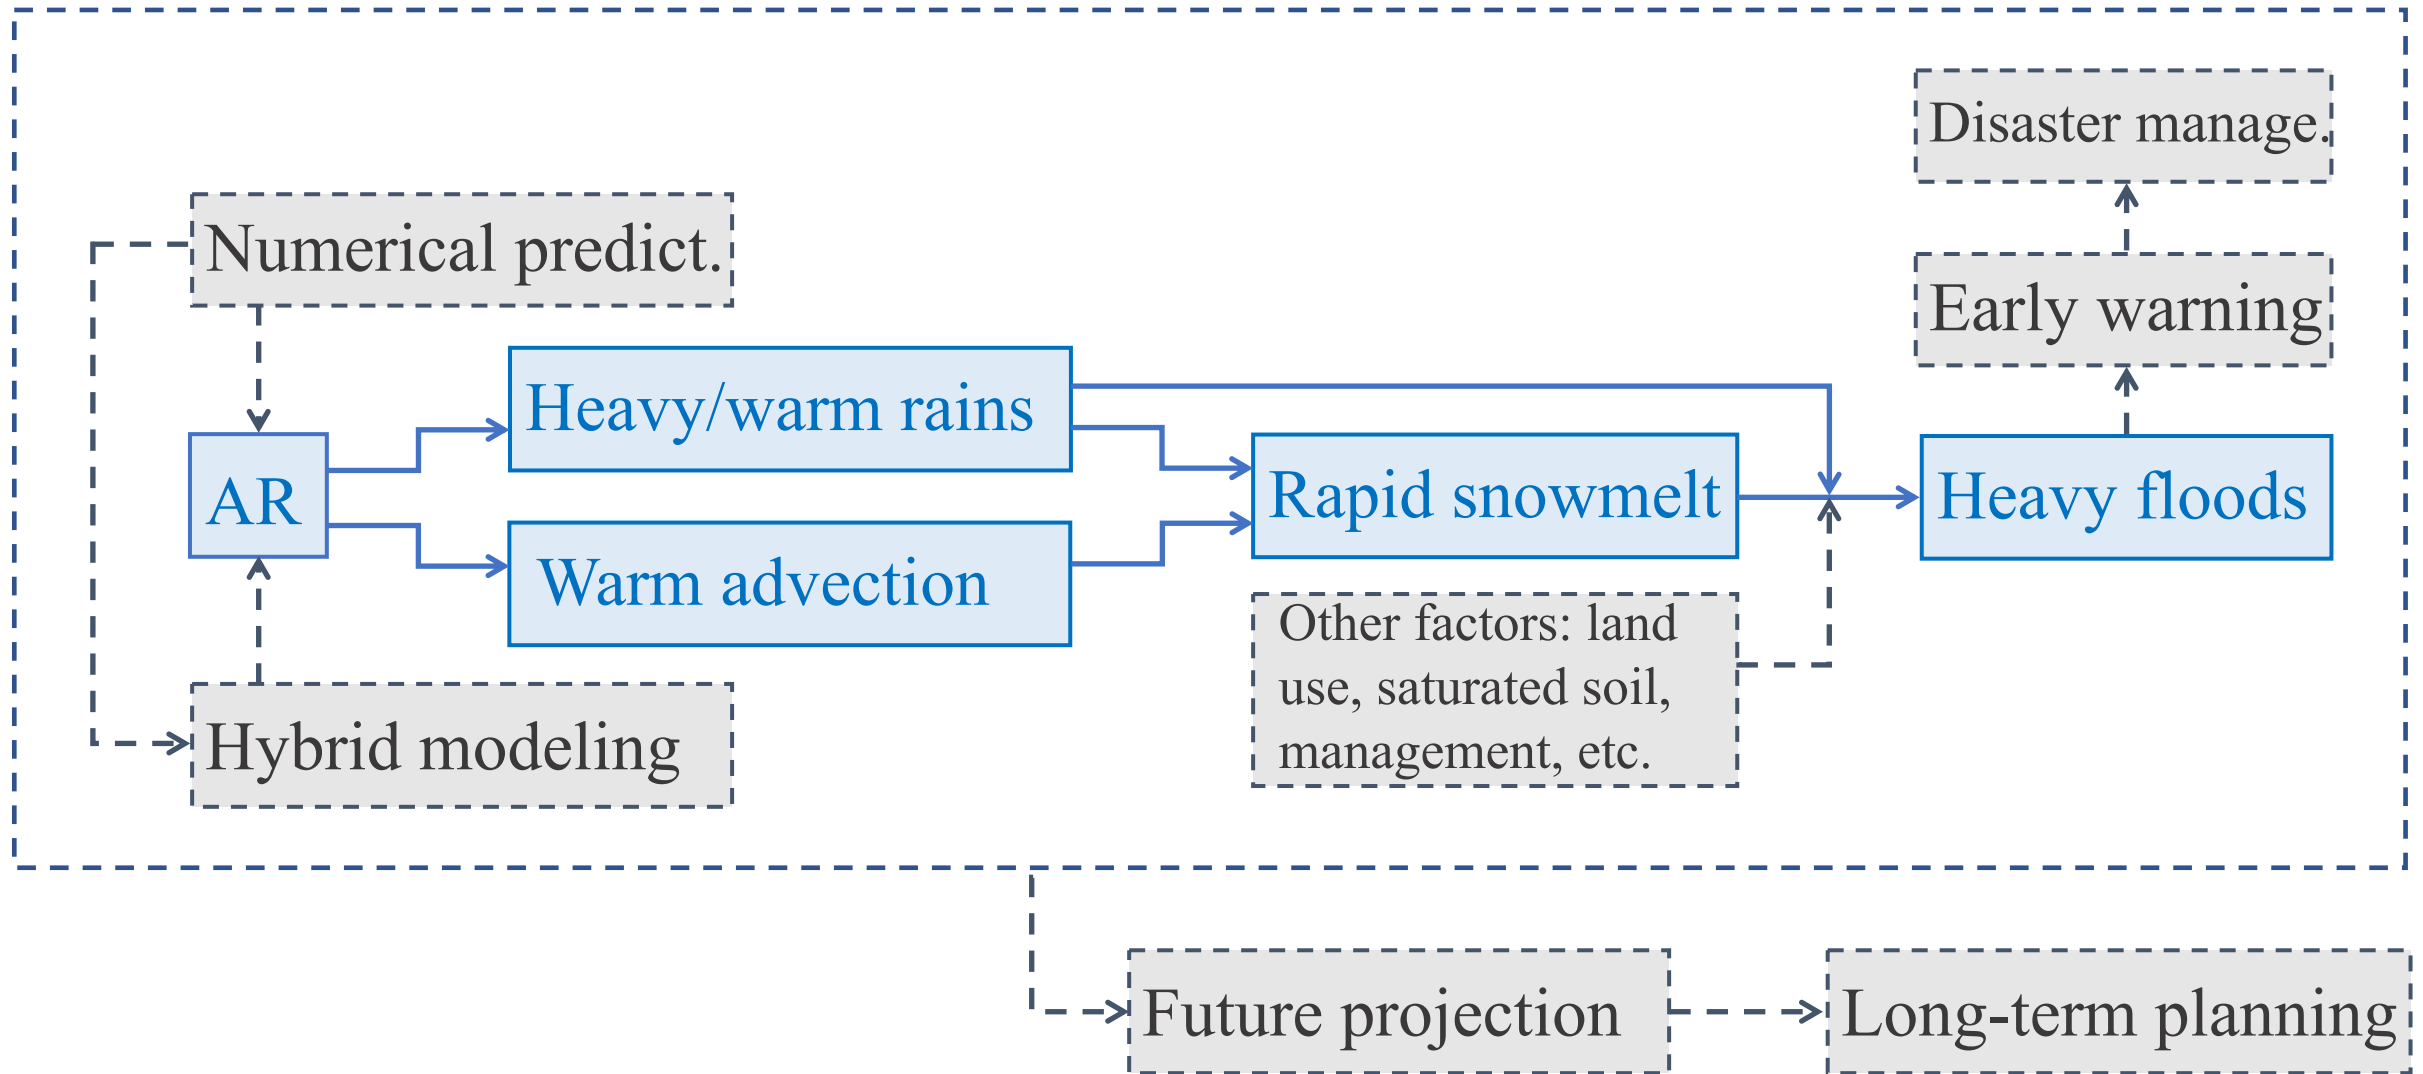 Disaster manage.
Numerical predict.
Early warning
Heavy/warm rains
AR
Rapid snowmelt
Heavy floods
Warm advection
Other factors: land
use, saturated soil,
management, etc.
Hybrid modeling
Future projection
Long-term planning